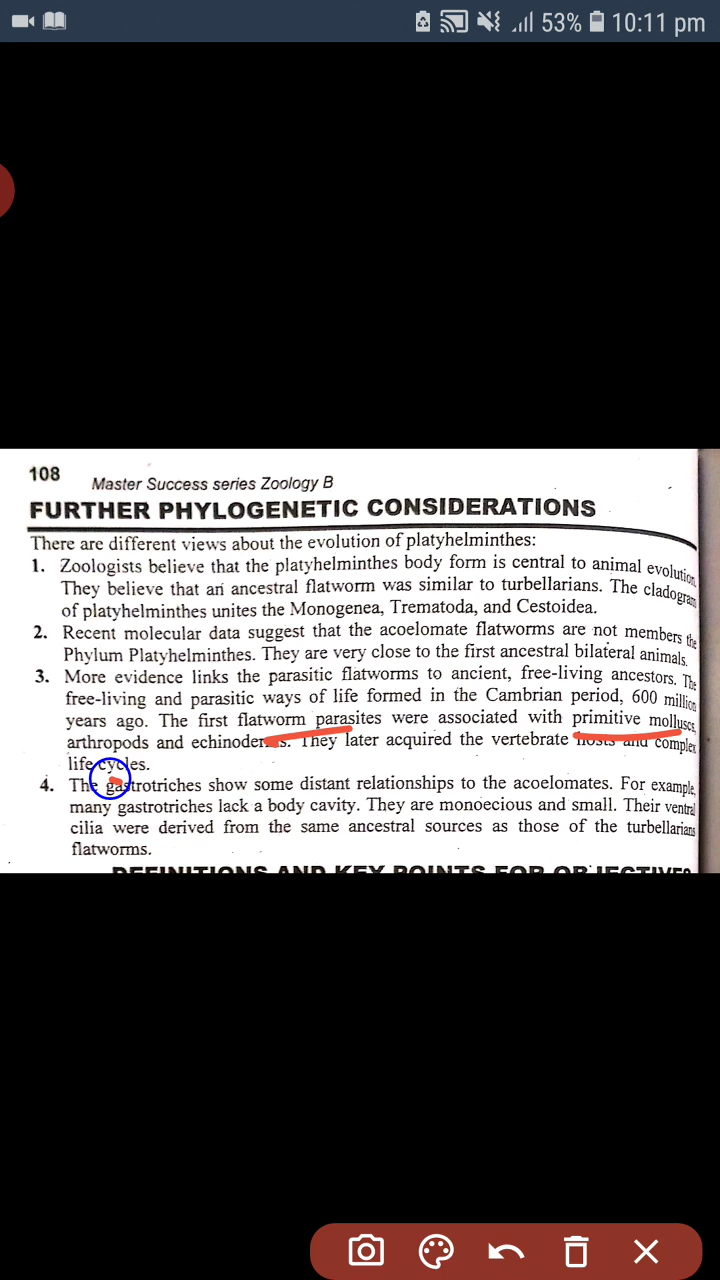 53% 10:11 pm
108 Master Success series Zoology B
FURTHER PHYLOGENETIC CONSIDERATIONS
There are different views about the evolution of platyhelminthes:
1. Zoologists believe that the platyhelminthes body form is central to animal evolution.
They believe that an ancestral flatworm was similar to turbellarians. The cladogram
of platyhelminthes unites the Monogenea, Trematoda, and Cestoidea.
2. Recent molecular data suggest that the acoelomate flatworms are not members the
Phylum Platyhelminthes. They are very close to the first ancestral bilateral animals.
3. More evidence links the parasitic flatworms to ancient, free-living ancestors. The
free-living and parasitic ways of life formed in the Cambrian period, 600 million
years ago. The first flatworm parasites were associated with primitive molluscs,
arthropods and echinoderms. They later acquired the vertebrate hosts and complex
life cycles.
4. The gastrotriches show some distant relationships to the acoelomates. For example,
many gastrotriches lack a body cavity. They are monoecious and small. Their ventral
cilia were derived from the same ancestral sources as those of the turbellarians
flatworms.
DEFINITIONS AND KEY POINTS FOR OBJECTIVES